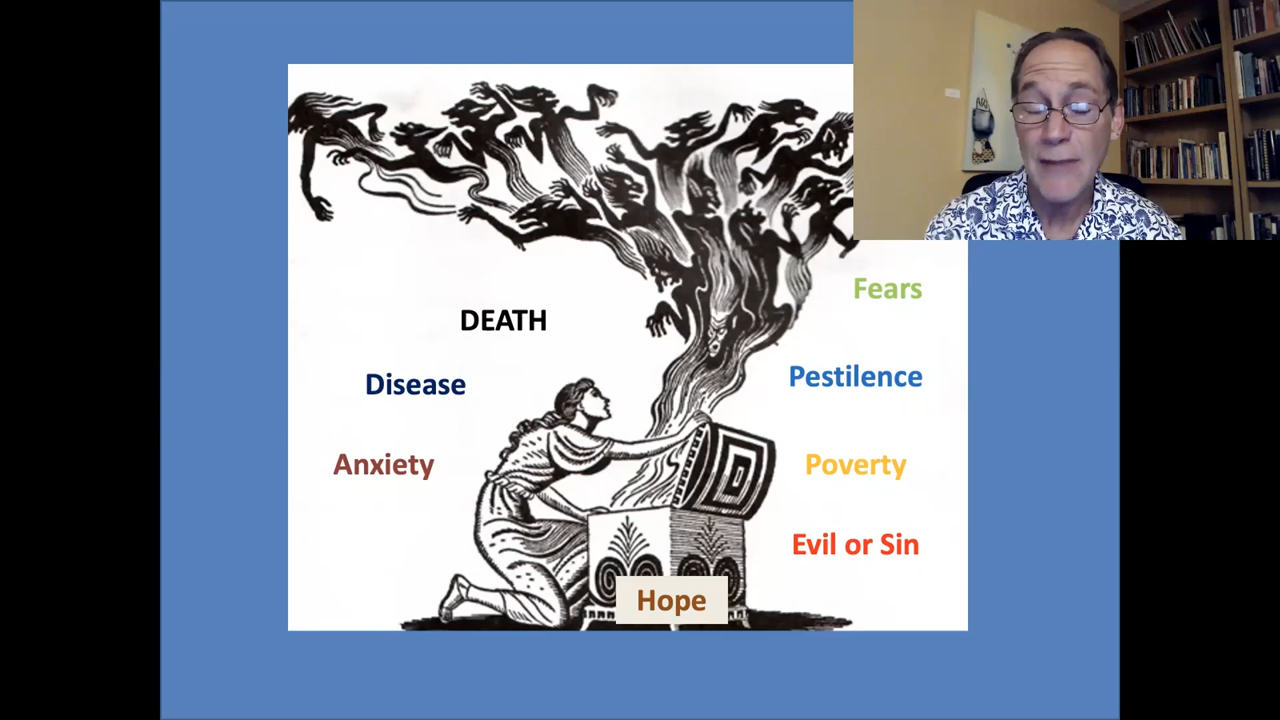 Fears
DEATH
Pestilence
Disease
Anxiety
Poverty
Evil or Sin
Hope